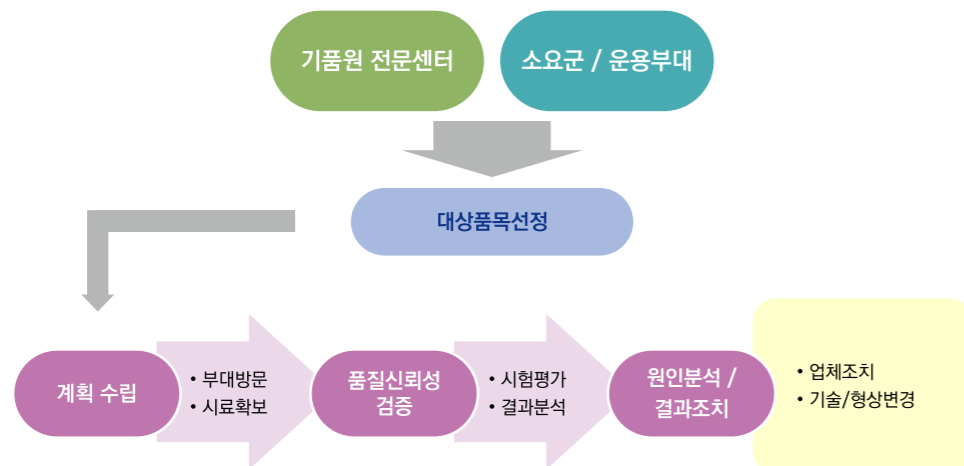 기품원 전문센터
소요군 / 운용부대
대상품목선정
계획 수립
• 부대방문
• 시료확보
품질신뢰성
검증
• 시험평가
• 결과분석
원인분석 /
결과조치
• 업체조치
• 기술/형상변경